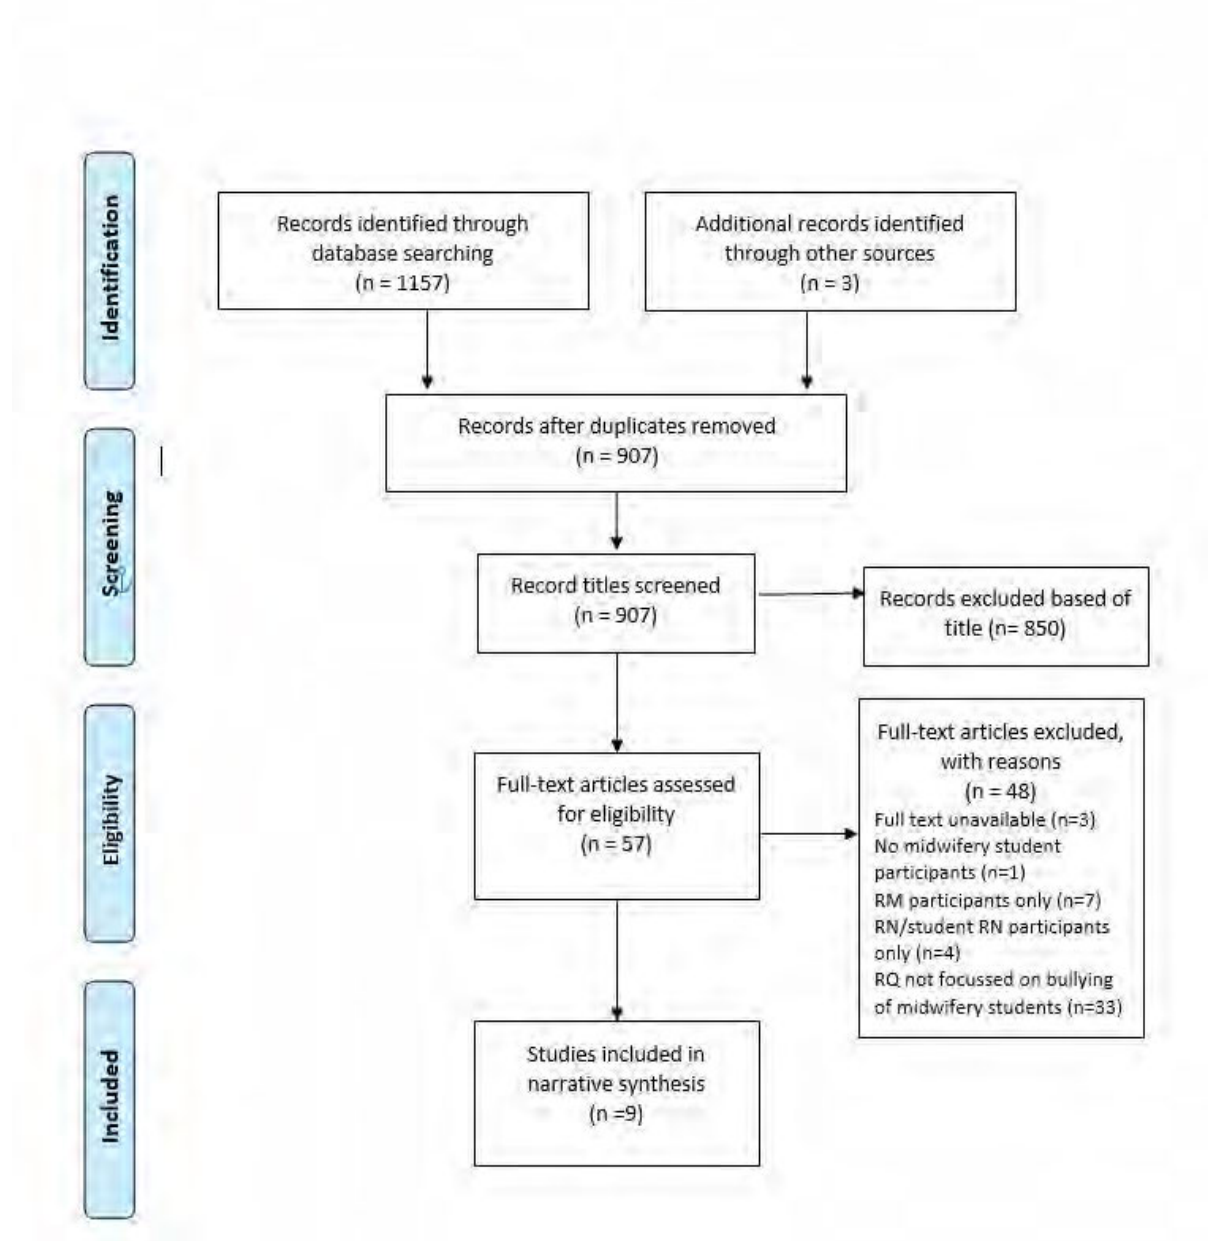 Identification
Records identified through
database searching
(n = 1157)
Additional records identified
through other sources
(n = 3)
Records after duplicates removed
(n = 907)
Screening
Record titles screened
(n = 907)
Records excluded based of
title (n= 850)
Eligibility
Full-text articles assessed
for eligibility
(n = 57)
Full-text articles excluded,
with reasons
(n = 48)
Full text unavailable (n=3)
No midwifery student
participants (n=1)
RM participants only (n=7)
RN/student RN participants
only (n=4)
RQ not focussed on bullying
of midwifery students (n=33)
Included
Studies included in
narrative synthesis
(n =9)